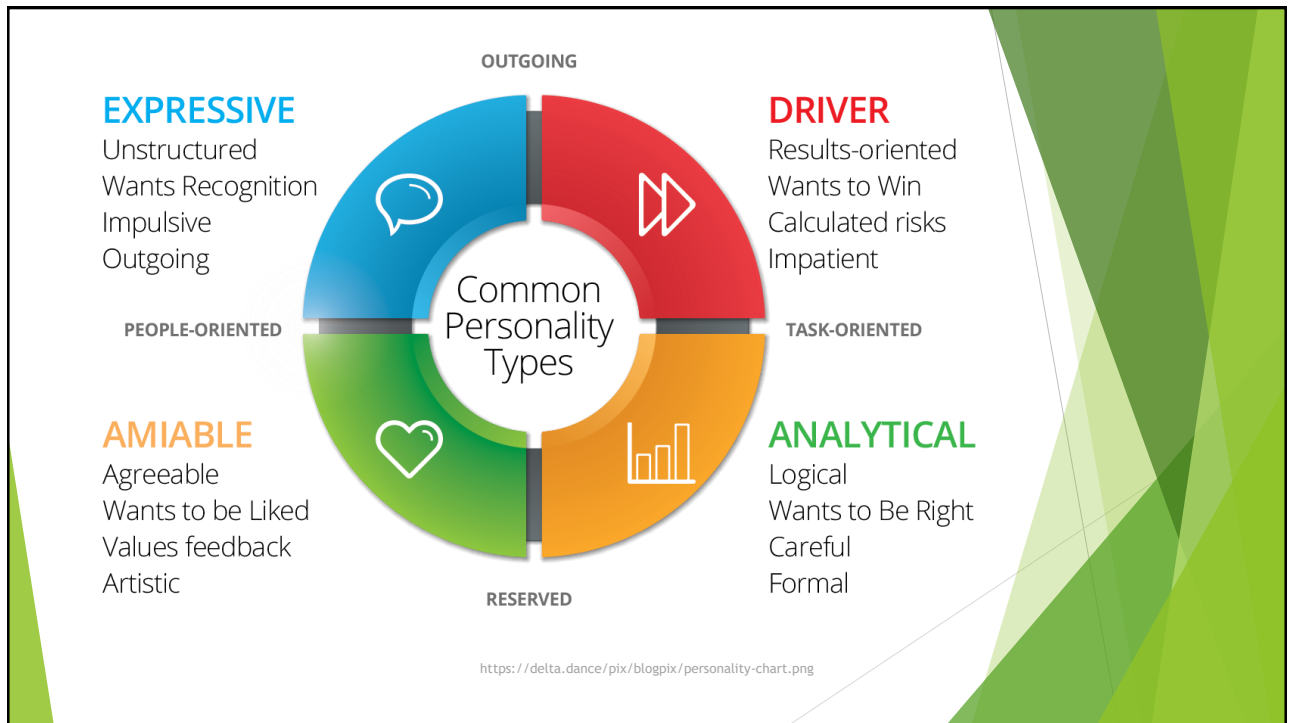 OUTGOING
EXPRESSIVE
Unstructured
Wants Recognition
Impulsive
Outgoing
DRIVER
Results-oriented
Wants to Win
Calculated risks
Impatient
Common
Personality
Types
PEOPLE-ORIENTED
TASK-ORIENTED
AMIABLE
Agreeable
Wants to be Liked
Values feedback
Artistic
ANALYTICAL
Logical
Wants to Be Right
Careful
Formal
RESERVED
https://delta.dance/pix/blogpix/personality-chart.png